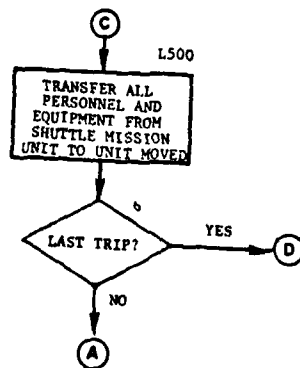 C
L500
TRANSFER ALL
PERSONNEL AND
EQUIPMENT FROM
SHUTTLE MISSION
UNIT TO UNIT MOVED
6
LAST TRIP?
YES
D
NO
A